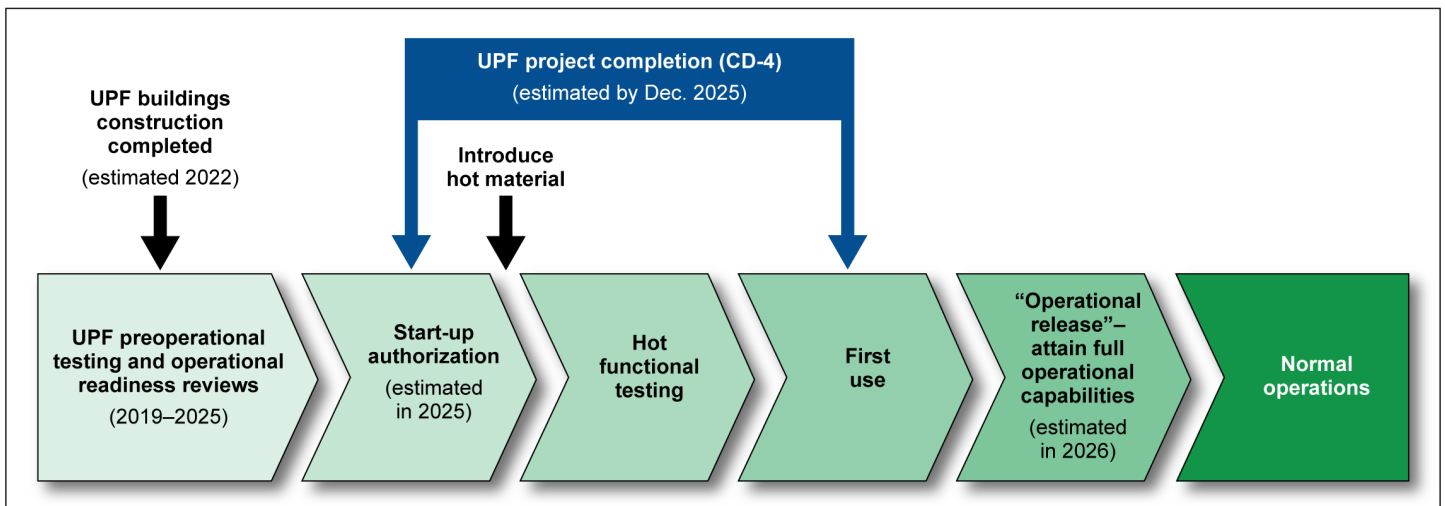 UPF project completion (CD-4)
(estimated by Dec. 2025)
UPF buildings
construction
completed
(estimated 2022)
Introduce
hot material
UPF preoperational
testing and operational
readiness reviews
(2019–2025)
Start-up
authorization
(estimated
in 2025)
Hot
functional
testing
First
use
“Operational
release”–
attain full
operational
capabilities
(estimated
in 2026)
Normal
operations